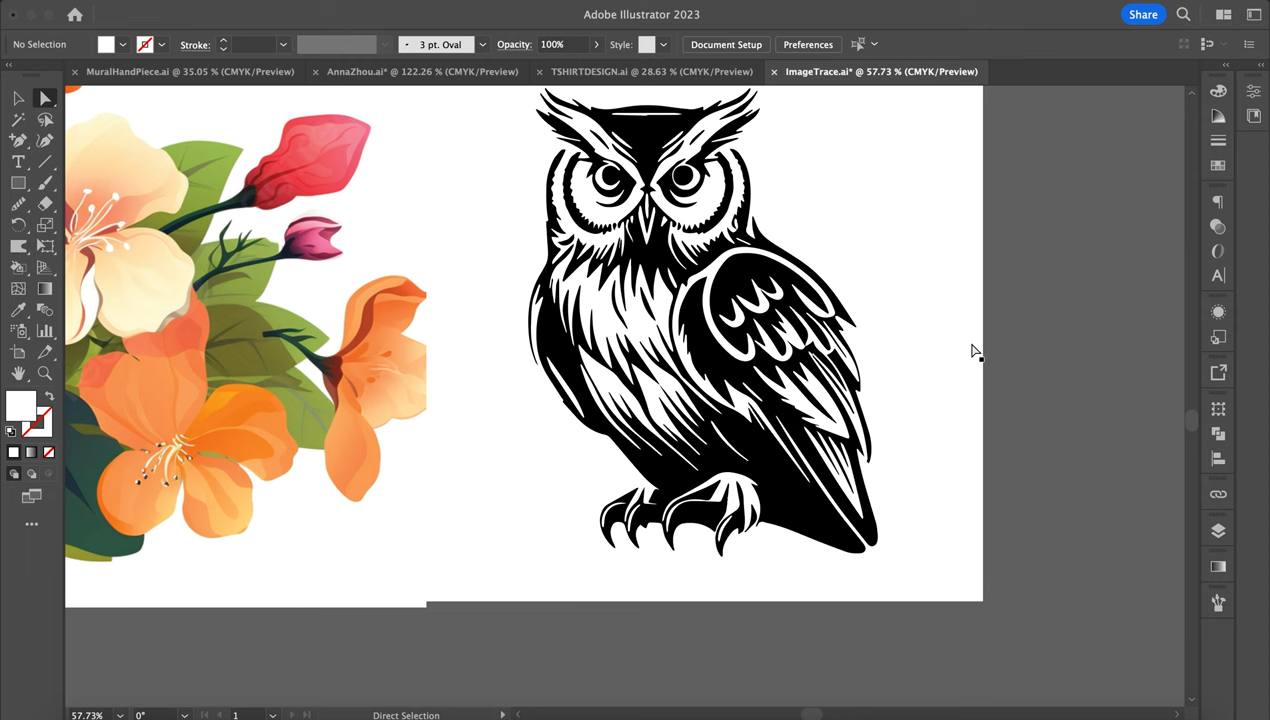 Adobe Illustrator 2023
Share
No Selection
Stroke:
3 pt. Oval
Opacity: 100%
Style:
Document Setup
Preferences
MuralHandPiece.ai @ 35.05 % (CMYK/Preview)
AnnaZhou.ai* @ 122.26 % (CMYK/Preview)
TSHIRTDESIGN.ai @ 28.63 % (CMYK/Preview)
ImageTrace.ai* @ 57.73 % (CMYK/Preview)
57.73%
0°
1
Direct Selection